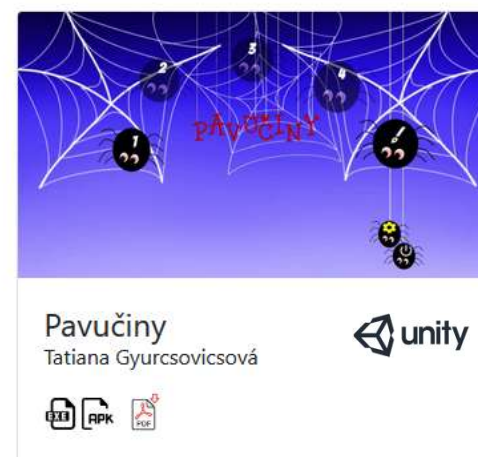 2 3 4
PAVUČINY
1 !
Pavučiny
unity
Tatiana Gyurcsovicsová
EXE APK PDF